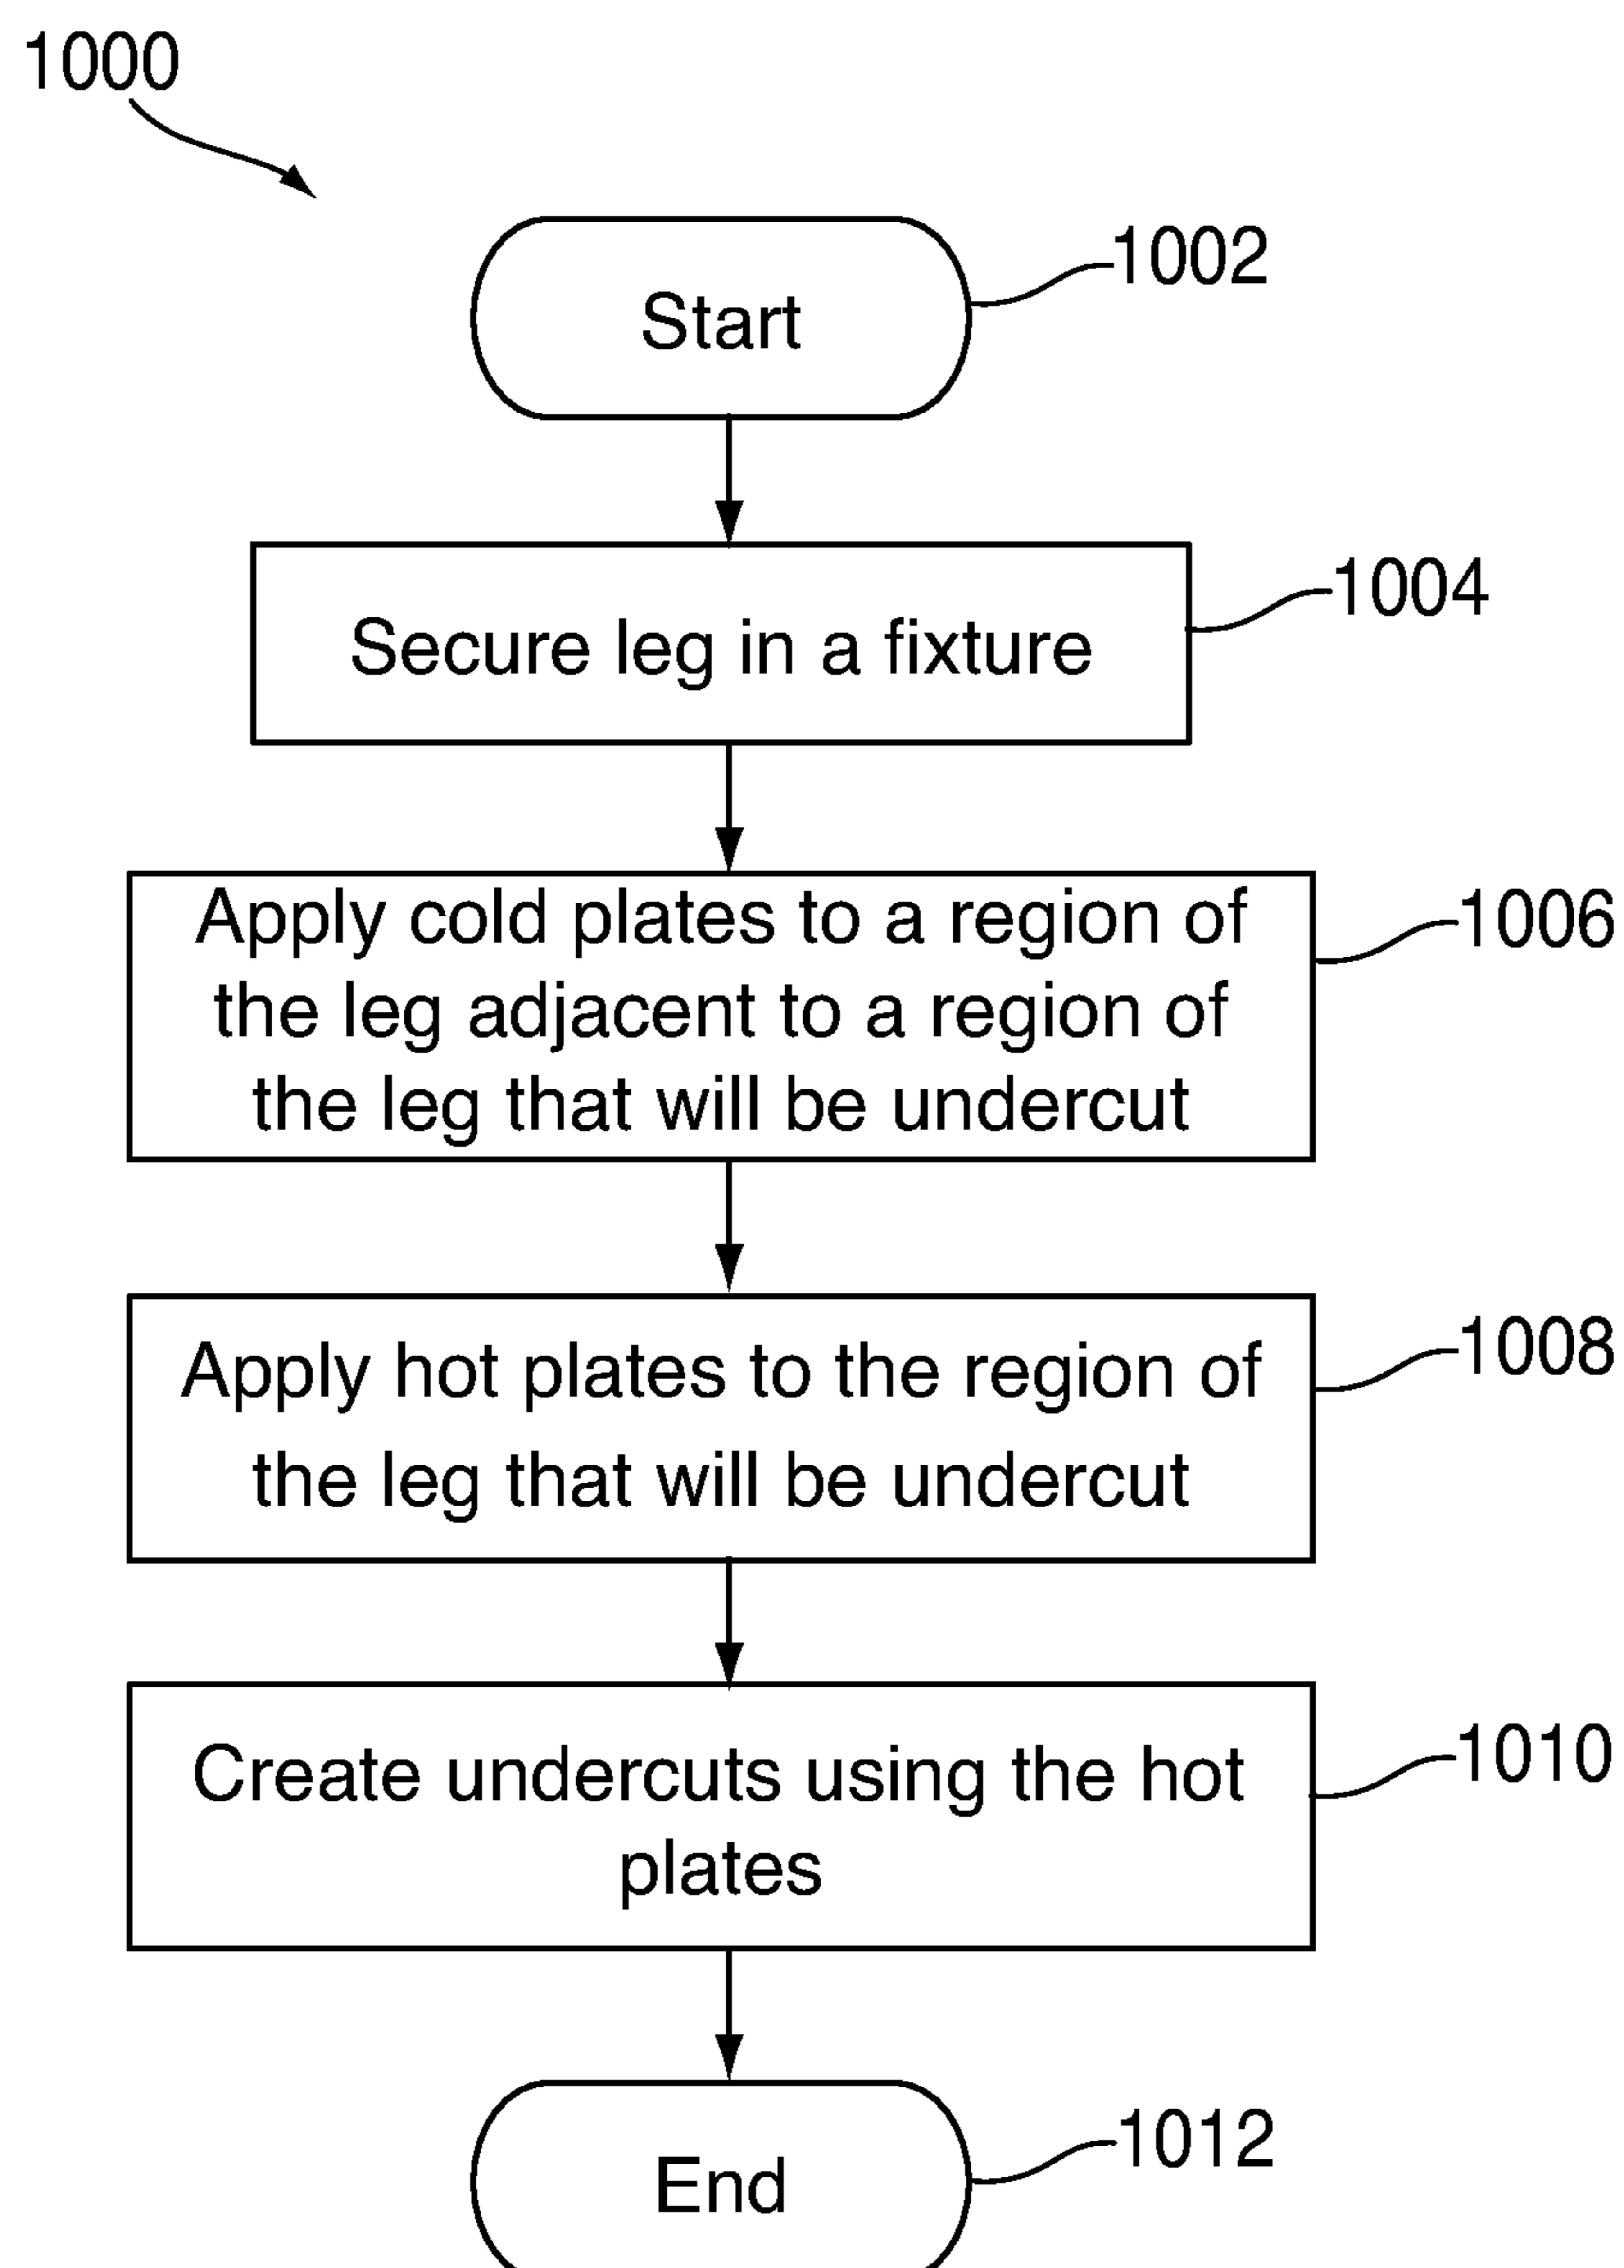 1000
1002
Start
1004
Secure leg in a fixture
1006
Apply cold plates to a region of
the leg adjacent to a region of
the leg that will be undercut
1008
Apply hot plates to the region of
the leg that will be undercut
1010
Create undercuts using the hot
plates
1012
End